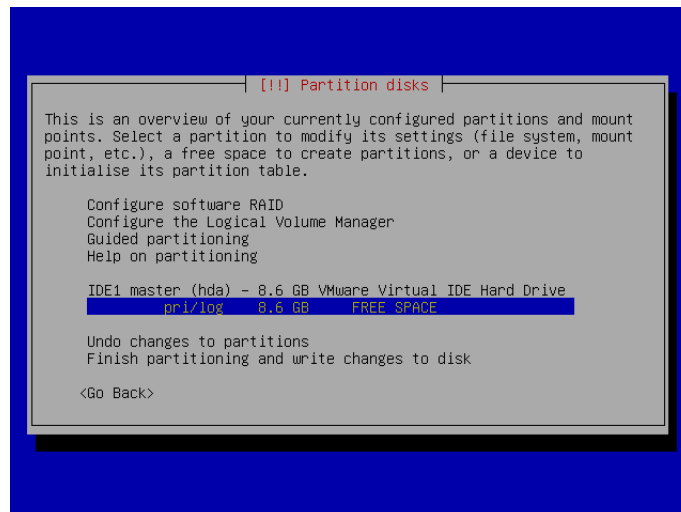 [!!] Partition disks
This is an overview of your currently configured partitions and mount
points. Select a partition to modify its settings (file system, mount
point, etc.), a free space to create partitions, or a device to
initialise its partition table.
Configure software RAID
Configure the Logical Volume Manager
Guided partitioning
Help on partitioning
IDE1 master (hda) - 8.6 GB VMware Virtual IDE Hard Drive
pri/log 8.6 GB FREE SPACE
Undo changes to partitions
Finish partitioning and write changes to disk
<Go Back>